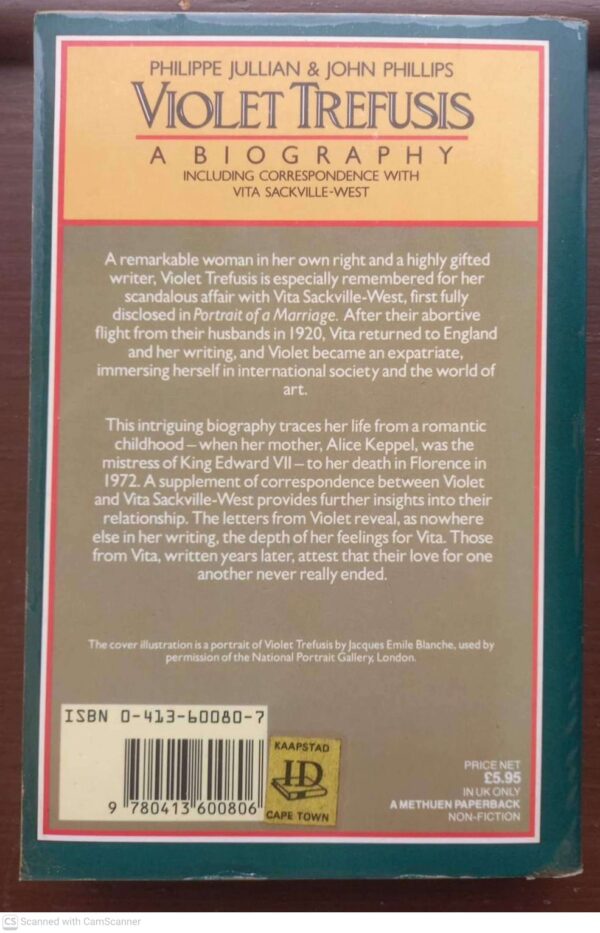 PHILIPPE JULLIAN & JOHN PHILLIPS
VIOLET TREFUSIS
A BIOGRAPHY
INCLUDING CORRESPONDENCE WITH
VITA SACKVILLE-WEST
A remarkable woman in her own right and a highly gifted
writer, Violet Trefusis is especially remembered for her
scandalous affair with Vita Sackville-West, first fully
disclosed in Portrait of a Marriage. After their abortive
flight from their husbands in 1920, Vita returned to England
and her writing, and Violet became an expatriate,
immersing herself in international society and the world of
art.
This intriguing biography traces her life from a romantic
childhood – when her mother, Alice Keppel, was the
mistress of King Edward VII – to her death in Florence in
1972. A supplement of correspondence between Violet
and Vita Sackville-West provides further insights into their
relationship. The letters from Violet reveal, as nowhere
else in her writing, the depth of her feelings for Vita. Those
from Vita, written years later, attest that their love for one
another never really ended.
The cover illustration is a portrait of Violet Trefusis by Jacques Emile Blanche, used by
permission of the National Portrait Gallery, London.
ISBN 0-413-60080-7
9 780413 600806
KAAPSTAD
ID
CAPE TOWN
PRICE NET
£5.95
IN UK ONLY
A METHUEN PAPERBACK
NON-FICTION
CS Scanned with CamScanner